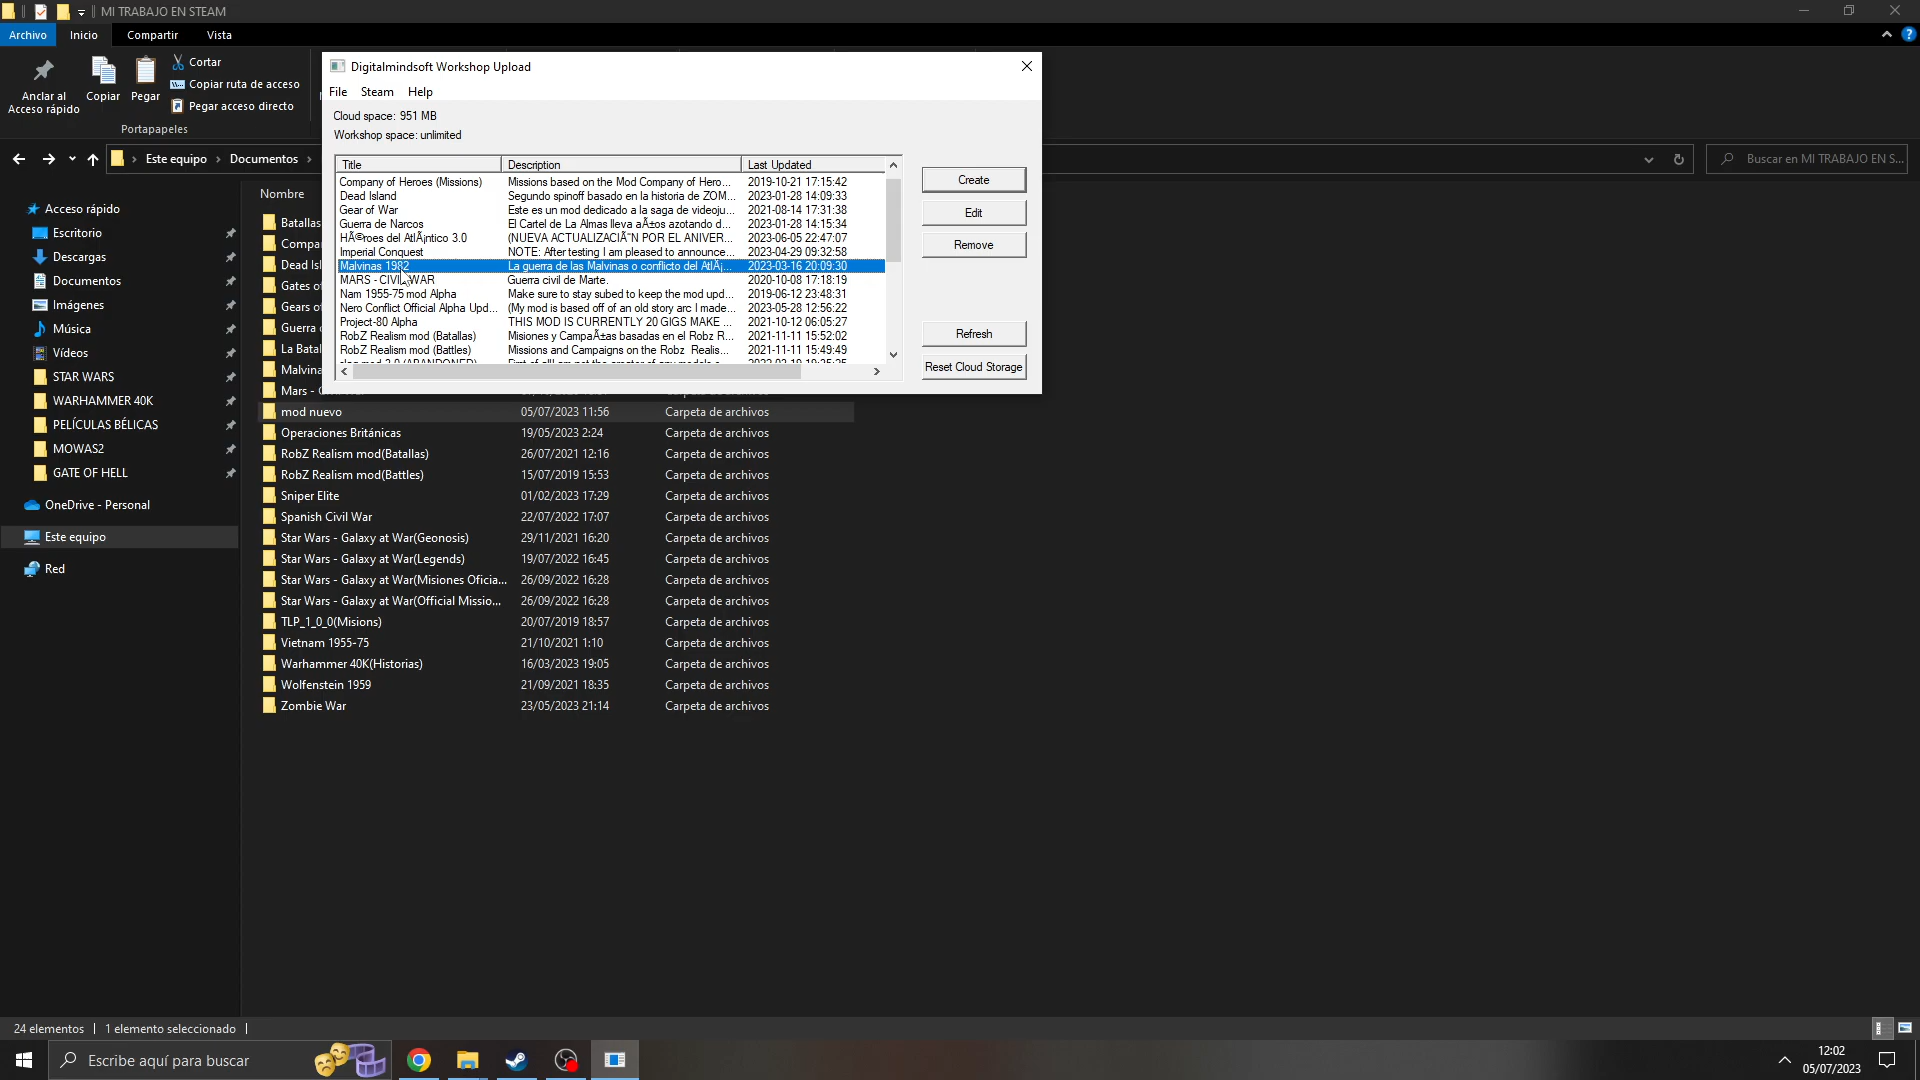 MI TRABAJO EN STEAM
Archivo
Inicio
Compartir
Vista
Anclar al
Acceso rápido
Copiar
Pegar
Cortar
Copiar ruta de acceso
Pegar acceso directo
Portapapeles
Este equipo
Documentos
Buscar en MI TRABAJO EN S...
Digitalmindsoft Workshop Upload
File Steam Help
Cloud space: 951 MB
Workshop space: unlimited
Title Description Last Updated
Company of Heroes (Missions) Missions based on the Mod Company of Hero... 2019-10-21 17:15:42
Dead Island Segundo spinoff basado en la historia de ZOM... 2023-01-28 14:09:33
Gear of War Este es un mod dedicado a la saga de videoju... 2021-08-14 17:31:38
Guerra de Narcos El Cartel de La Almas lleva aÃ±os azotando d... 2023-01-28 14:15:34
HÃ©roes del AtlÃ¡ntico 3.0 (NUEVA ACTUALIZACIÃ“N POR EL ANIVER... 2023-06-05 22:47:07
Imperial Conquest NOTE: After testing I am pleased to announce... 2023-04-29 09:32:58
Malvinas 1982 La guerra de las Malvinas o conflicto del AtlÃ¡... 2023-03-16 20:09:30
MARS - CIVIL WAR Guerra civil de Marte. 2020-10-08 17:18:19
Nam 1955-75 mod Alpha Make sure to stay subed to keep the mod upd... 2019-06-12 23:48:31
Nero Conflict Official Alpha Upd... (My mod is based off of an old story arc I made... 2023-05-28 12:56:22
Project-80 Alpha THIS MOD IS CURRENTLY 20 GIGS MAKE ... 2021-10-12 06:05:27
RobZ Realism mod (Batallas) Misiones y CampaÃ±as basadas en el Robz R... 2021-11-11 15:52:02
RobZ Realism mod (Battles) Missions and Campaigns on the Robz Realis... 2021-11-11 15:49:49
Create
Edit
Remove
Refresh
Reset Cloud Storage
Acceso rápido
Escritorio
Descargas
Documentos
Imágenes
Música
Vídeos
STAR WARS
WARHAMMER 40K
PELÍCULAS BÉLICAS
MOWAS2
GATE OF HELL
OneDrive - Personal
Este equipo
Red
Nombre
Batallas
Compa
Dead Isl
Gates o
Gears o
Guerra
La Batal
Malvina
Mars -
mod nuevo 05/07/2023 11:56 Carpeta de archivos
Operaciones Británicas 19/05/2023 2:24 Carpeta de archivos
RobZ Realism mod(Batallas) 26/07/2021 12:16 Carpeta de archivos
RobZ Realism mod(Battles) 15/07/2019 15:53 Carpeta de archivos
Sniper Elite 01/02/2023 17:29 Carpeta de archivos
Spanish Civil War 22/07/2022 17:07 Carpeta de archivos
Star Wars - Galaxy at War(Geonosis) 29/11/2021 16:20 Carpeta de archivos
Star Wars - Galaxy at War(Legends) 19/07/2022 16:45 Carpeta de archivos
Star Wars - Galaxy at War(Misiones Oficia... 26/09/2022 16:28 Carpeta de archivos
Star Wars - Galaxy at War(Official Missio... 26/09/2022 16:28 Carpeta de archivos
TLP_1_0_0(Misions) 20/07/2019 18:57 Carpeta de archivos
Vietnam 1955-75 21/10/2021 1:10 Carpeta de archivos
Warhammer 40K(Historias) 16/03/2023 19:05 Carpeta de archivos
Wolfenstein 1959 21/09/2021 18:35 Carpeta de archivos
Zombie War 23/05/2023 21:14 Carpeta de archivos
24 elementos
1 elemento seleccionado
Escribe aquí para buscar
12:02
05/07/2023